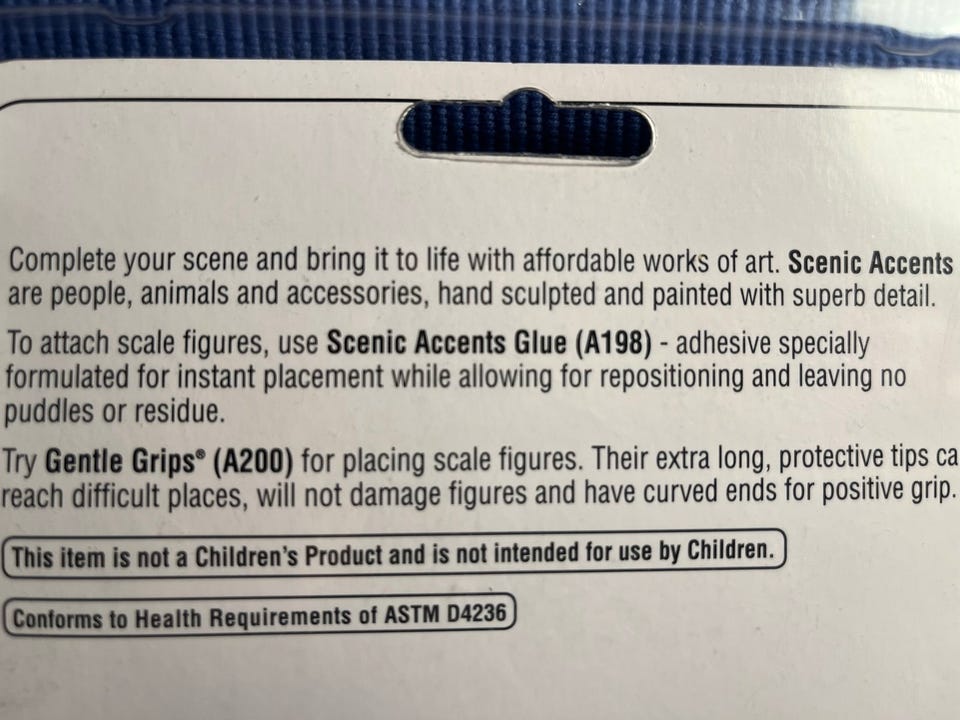 Complete your scene and bring it to life with affordable works of art. Scenic Accents
are people, animals and accessories, hand sculpted and painted with superb detail.
To attach scale figures, use Scenic Accents Glue (A198) - adhesive specially
formulated for instant placement while allowing for repositioning and leaving no
puddles or residue.
Try Gentle Grips® (A200) for placing scale figures. Their extra long, protective tips ca
reach difficult places, will not damage figures and have curved ends for positive grip.
This item is not a Children's Product and is not intended for use by Children.
Conforms to Health Requirements of ASTM D4236